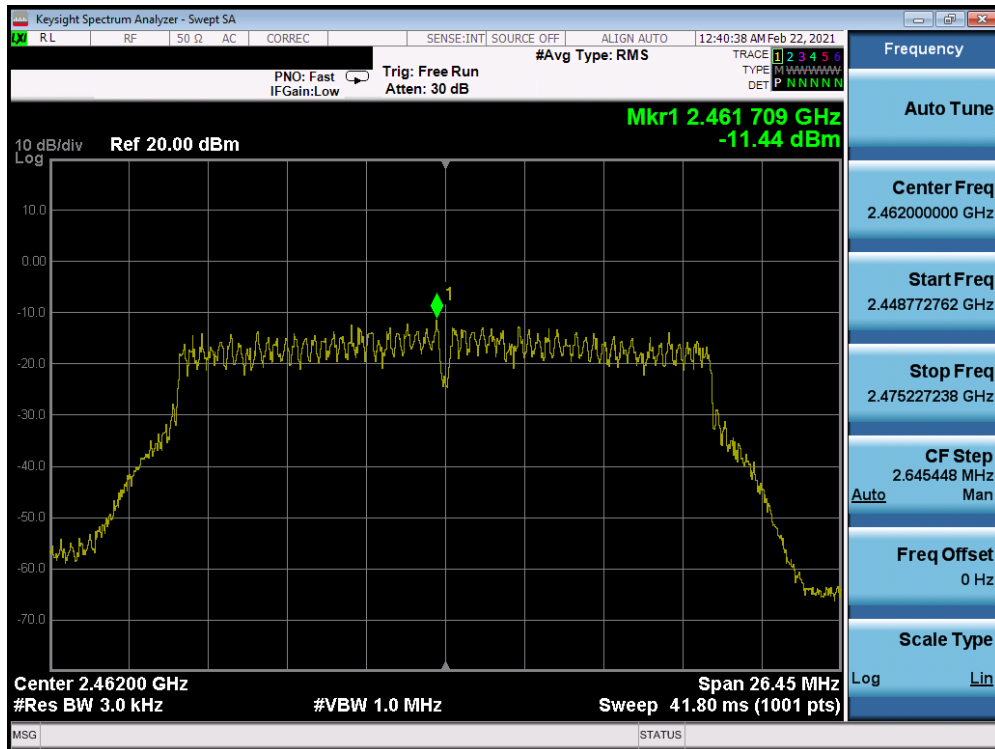 Keysight Spectrum Analyzer - Swept SA
LXI RL RF 50 Ω AC CORREC SENSE:INT SOURCE OFF ALIGN AUTO 12:40:38 AM Feb 22, 2021
#Avg Type: RMS
TRACE 1 2 3 4 5 6
PNO: Fast Trig: Free Run
TYPE M WWWWW
IFGain:Low Atten: 30 dB
DET P N N N N N
Mkr1 2.461 709 GHz
-11.44 dBm
10 dB/div Ref 20.00 dBm
Log
10.0
0.00
1
-10.0
-20.0
-30.0
-40.0
-50.0
-60.0
-70.0
Center 2.46200 GHz Span 26.45 MHz
#Res BW 3.0 kHz #VBW 1.0 MHz Sweep 41.80 ms (1001 pts)
MSG STATUS
Frequency
Auto Tune
Center Freq
2.462000000 GHz
Start Freq
2.448772762 GHz
Stop Freq
2.475227238 GHz
CF Step
2.645448 MHz
Auto Man
Freq Offset
0 Hz
Scale Type
Log Lin